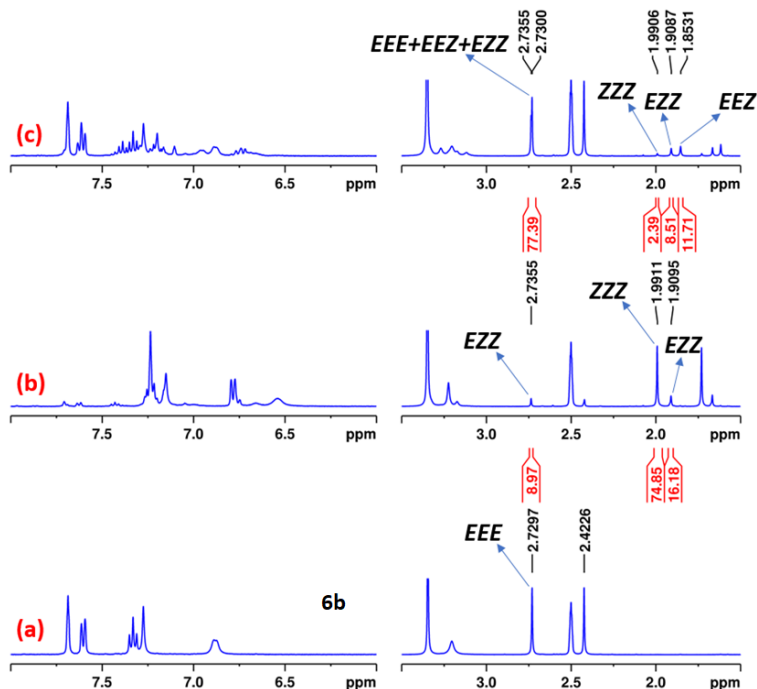 EEE+EEZ+EZZ
2.7355
2.7300
1.9906
1.9087
1.8531
ZZZ
EZZ
EEZ
(c)
7.5
7.0
6.5
ppm
3.0
2.5
2.0
ppm
77.39
2.39
8.51
11.71
2.7355
1.9911
1.9095
ZZZ
EZZ
EZZ
(b)
7.5
7.0
6.5
ppm
3.0
2.5
2.0
ppm
8.97
74.85
16.18
2.7297
2.4226
EEE
6b
(a)
7.5
7.0
6.5
ppm
3.0
2.5
2.0
ppm